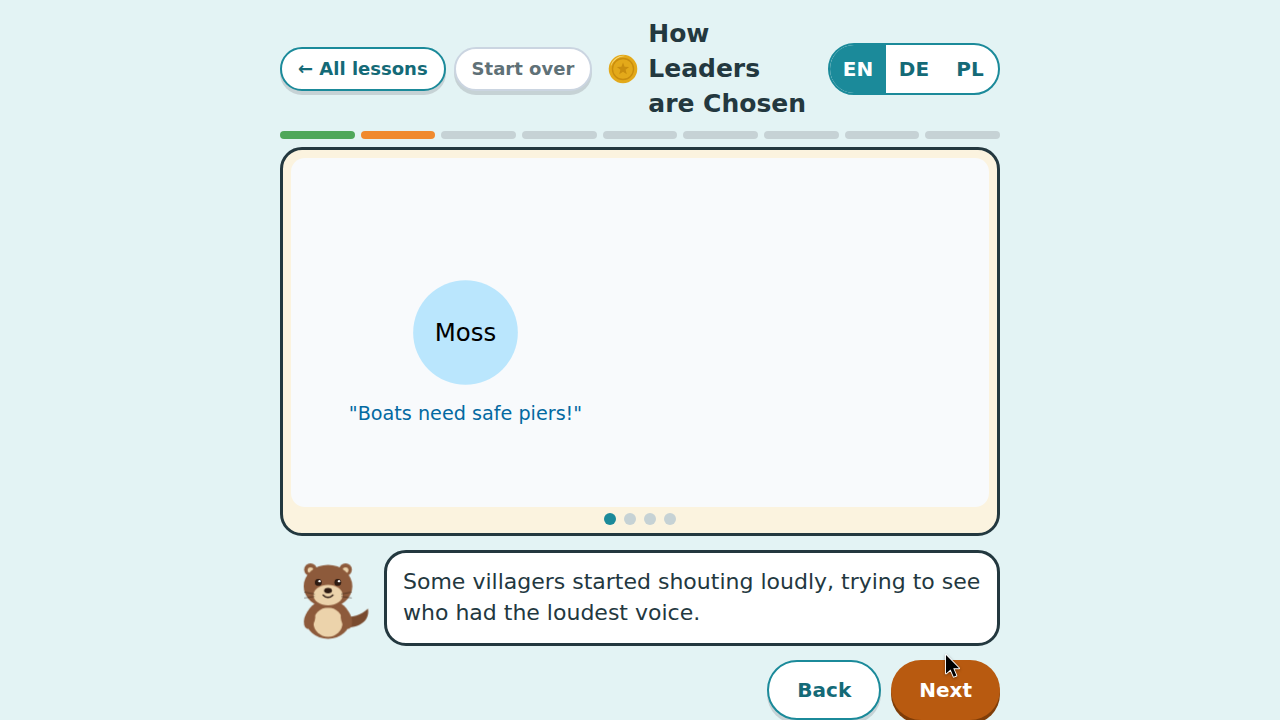 ← All lessons
Start over
How
Leaders
are Chosen
EN DE PL
Moss
"Boats need safe piers!"
Some villagers started shouting loudly, trying to see
who had the loudest voice.
Back
Next